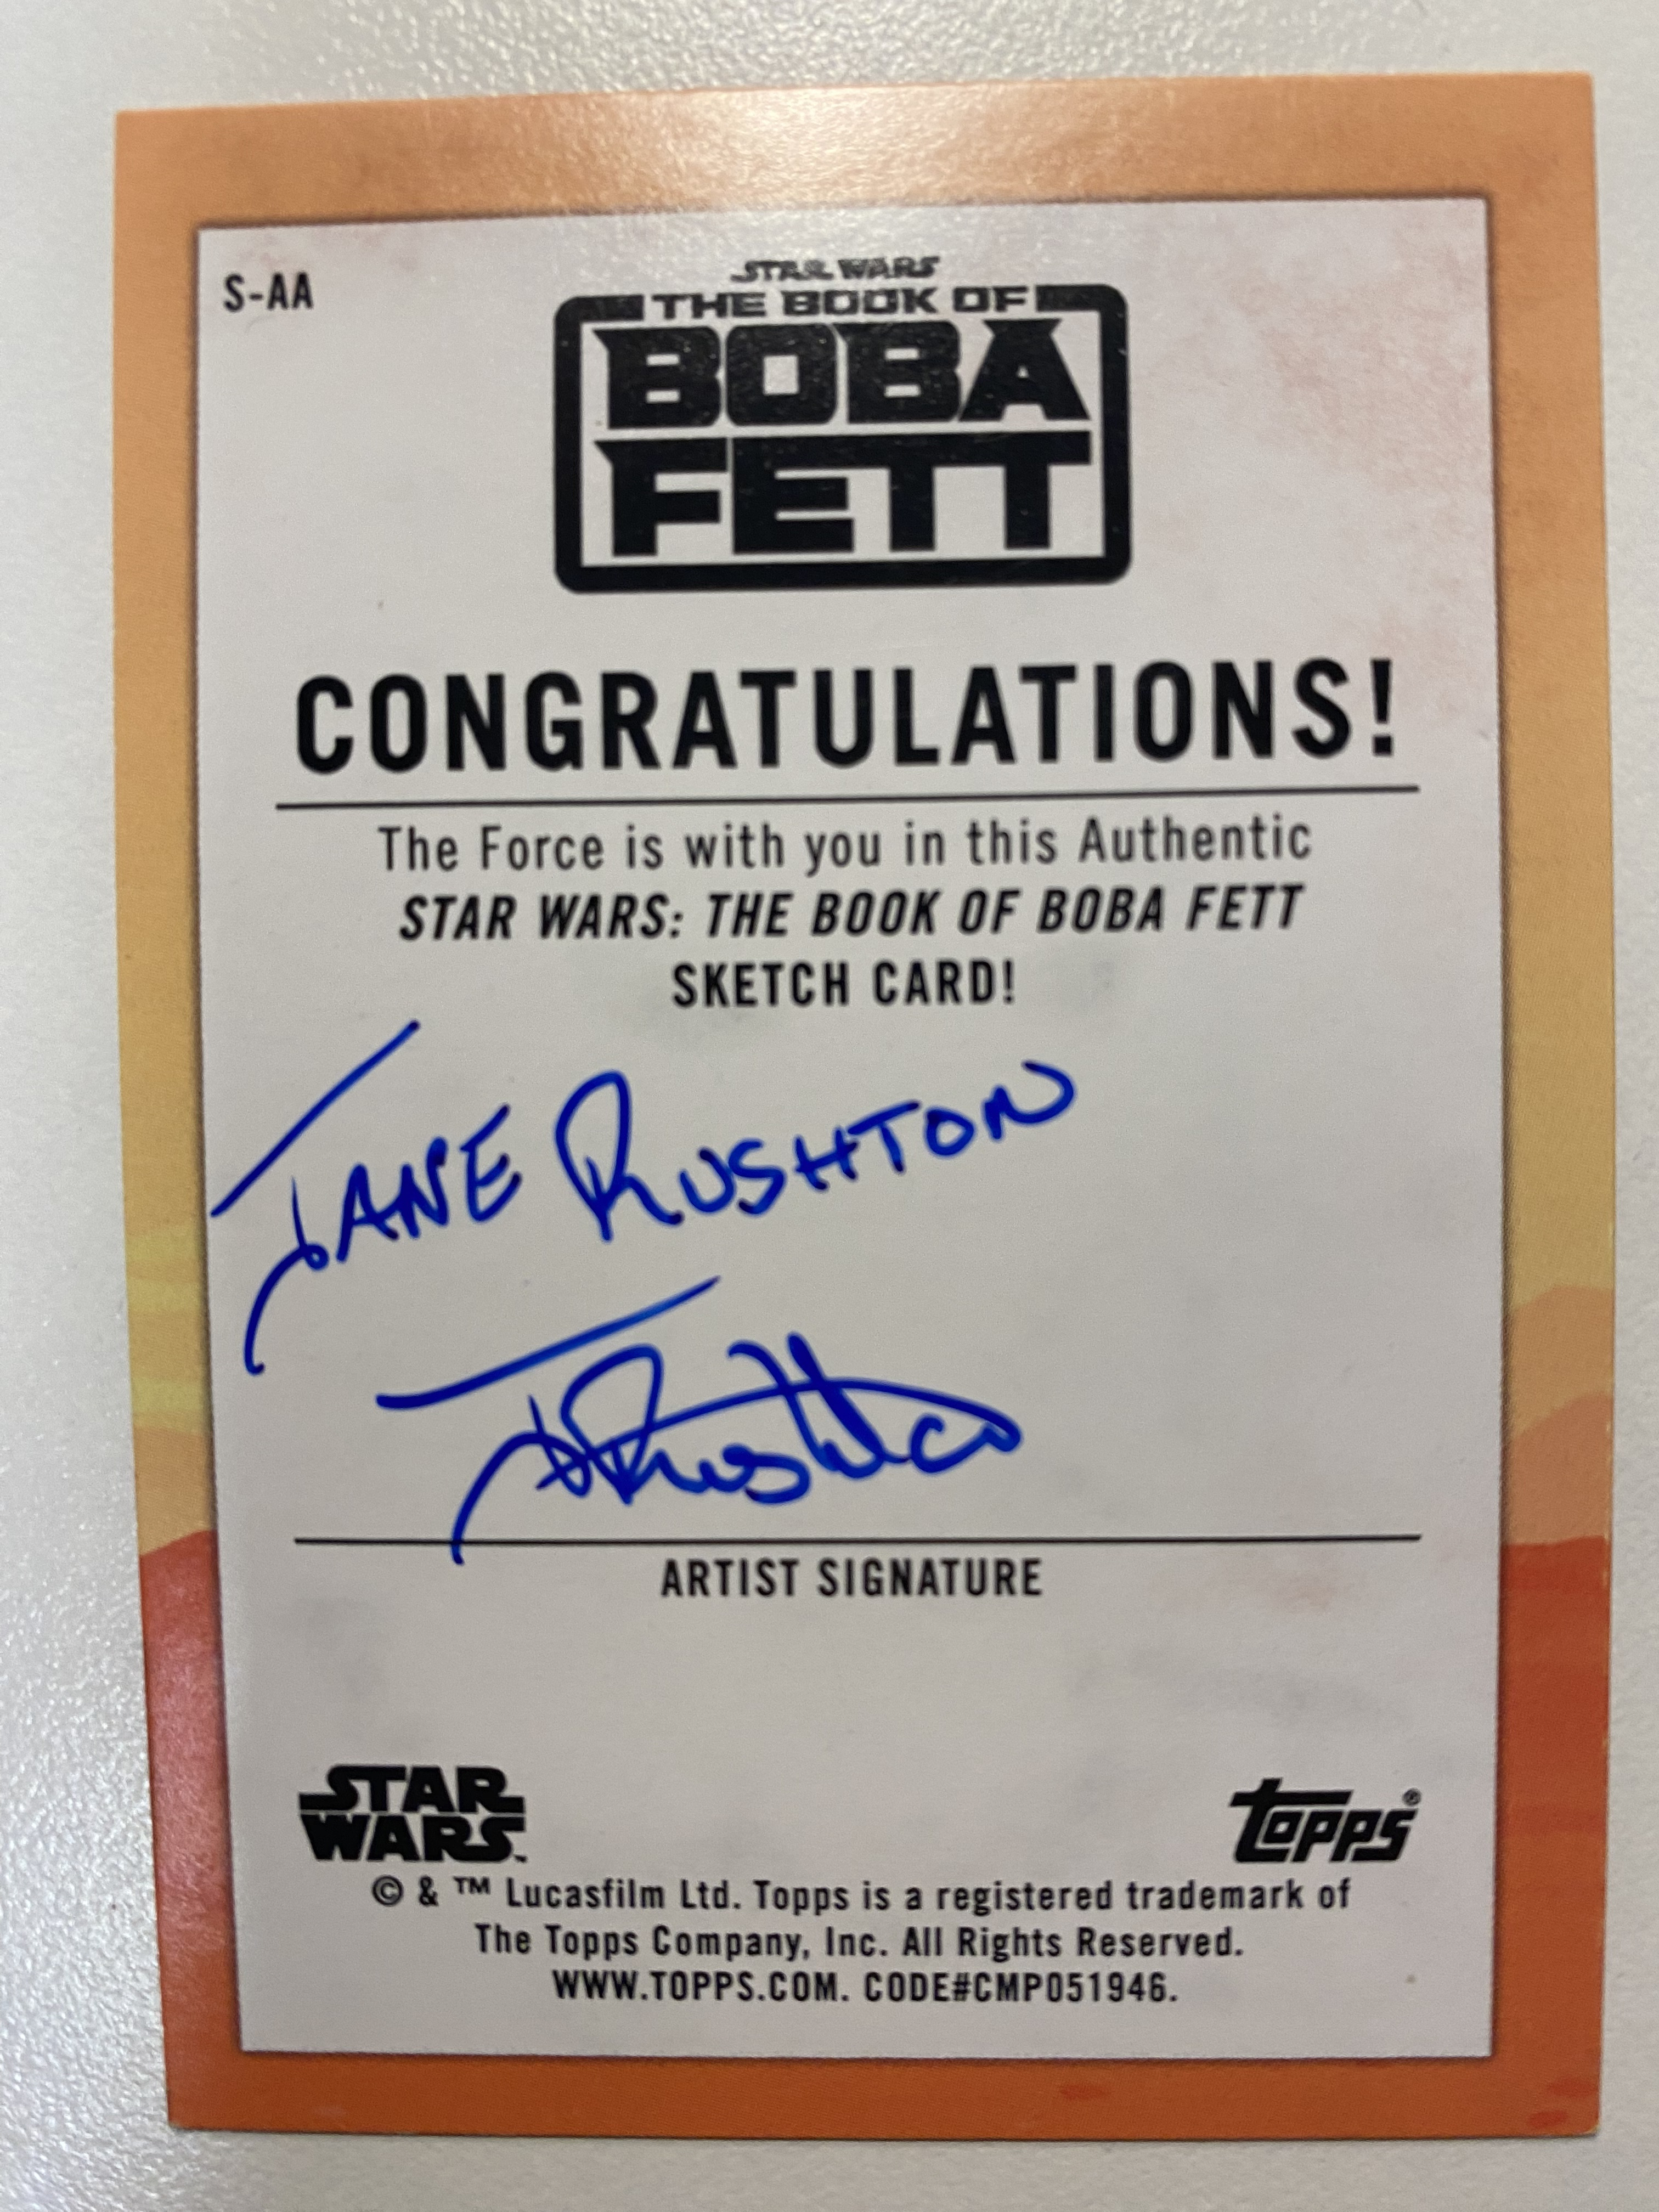 S-AA
STAR WARS
THE BOOK OF
BOBA
FETT
CONGRATULATIONS!
The Force is with you in this Authentic
STAR WARS: THE BOOK OF BOBA FETT
SKETCH CARD!
JANE RUSHTON
ARTIST SIGNATURE
STAR
WARS™
topps®
© & ™ Lucasfilm Ltd. Topps is a registered trademark of
The Topps Company, Inc. All Rights Reserved.
WWW.TOPPS.COM. CODE#CMP051946.